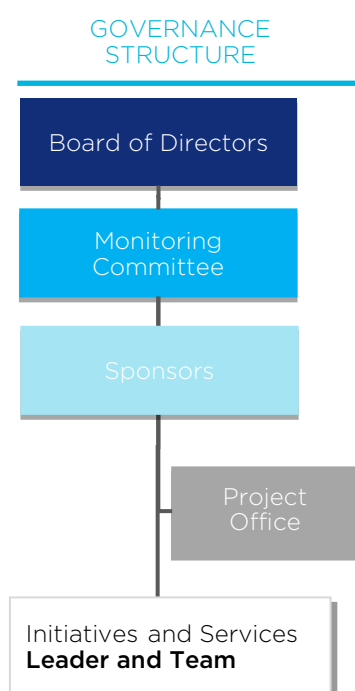 GOVERNANCE
STRUCTURE
Board of Directors
Monitoring
Committee
Sponsors
Project
Office
Initiatives and Services
Leader and Team